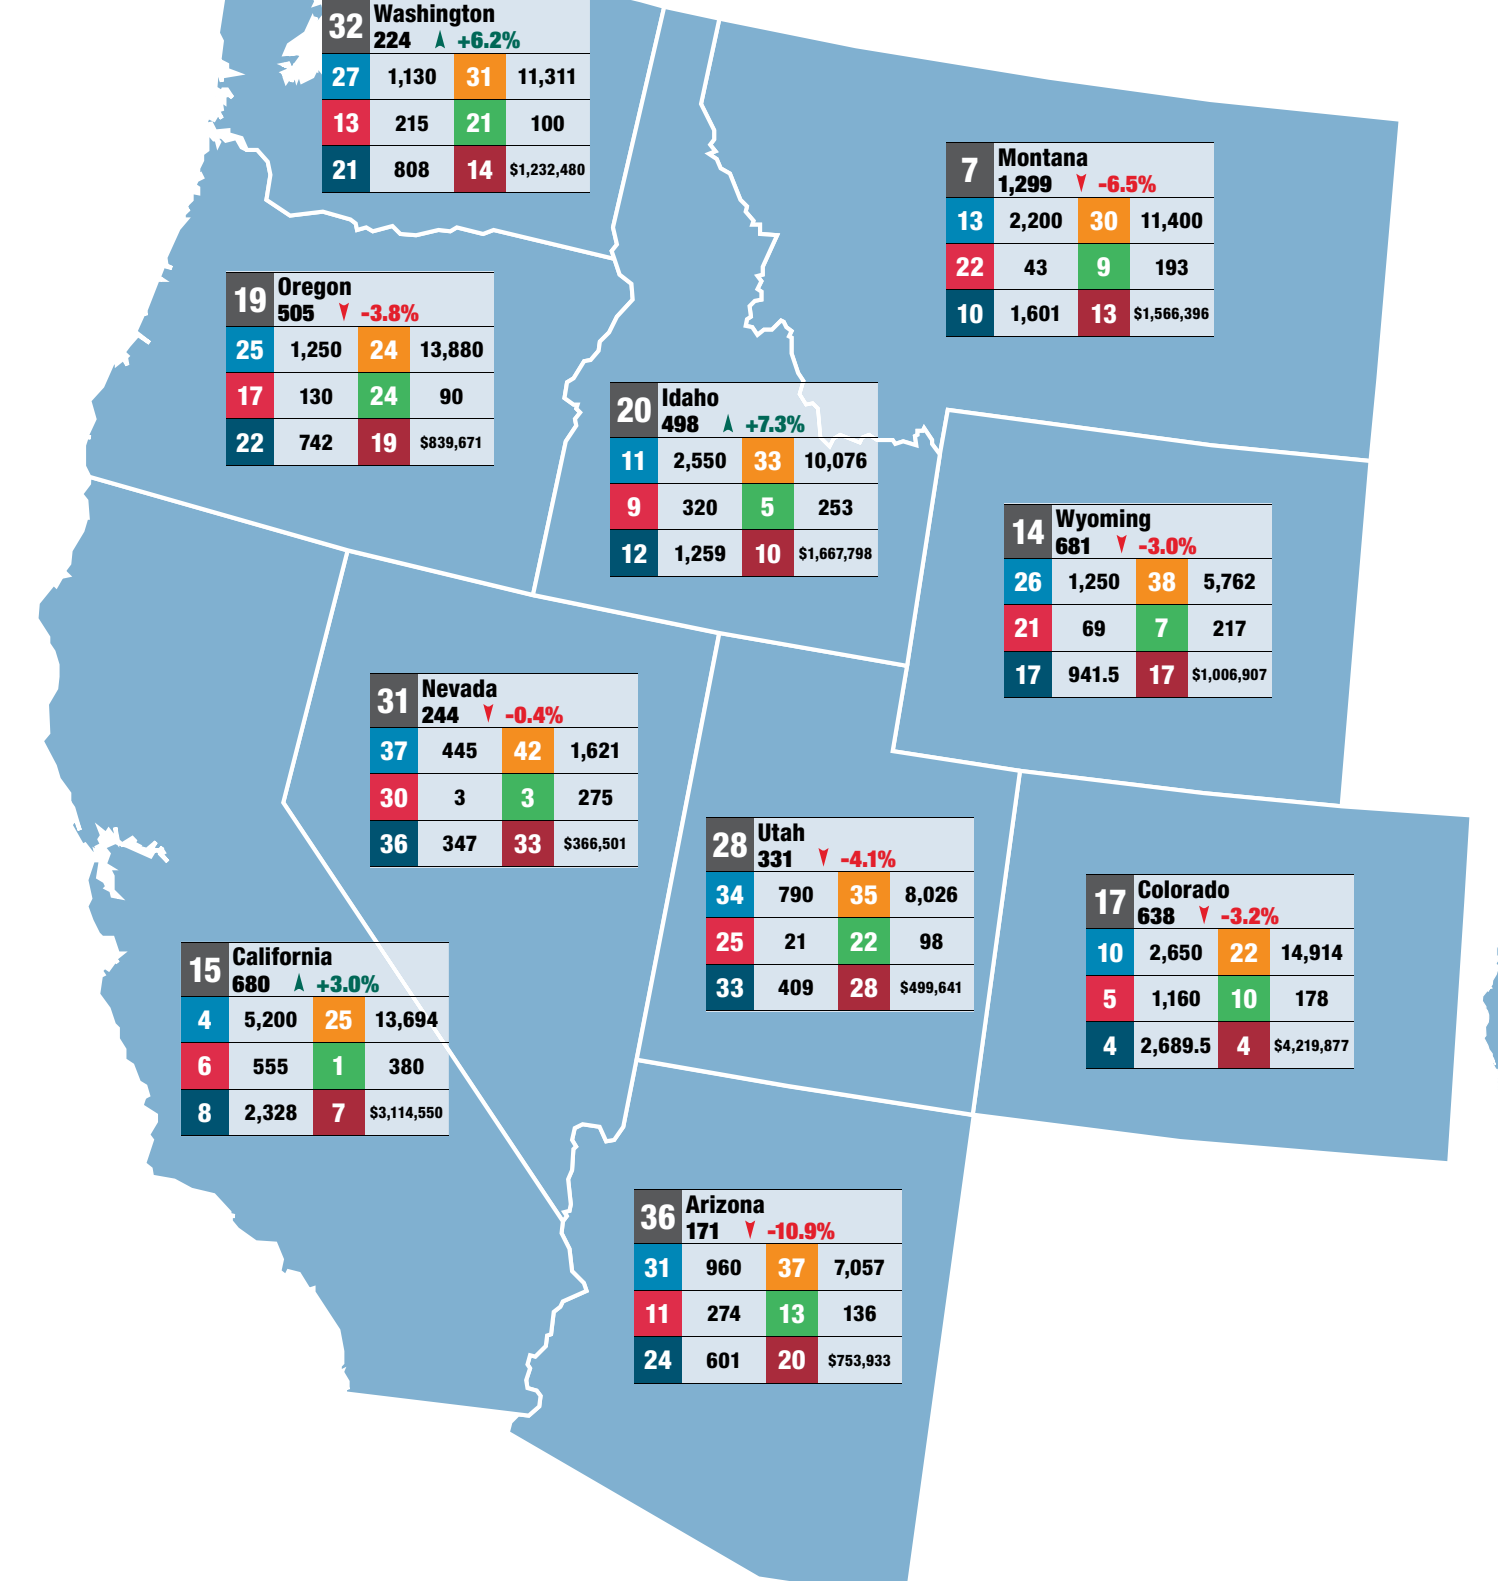 32 Washington
224 +6.2%
27 1,130 31 11,311
13 215 21 100
21 808 14 $1,232,480
7 Montana
1,299 -6.5%
13 2,200 30 11,400
22 43 9 193
10 1,601 13 $1,566,396
19 Oregon
505 -3.8%
25 1,250 24 13,880
17 130 24 90
22 742 19 $839,671
20 Idaho
498 +7.3%
11 2,550 33 10,076
9 320 5 253
12 1,259 10 $1,667,798
14 Wyoming
681 -3.0%
26 1,250 38 5,762
21 69 7 217
17 941.5 17 $1,006,907
31 Nevada
244 -0.4%
37 445 42 1,621
30 3 3 275
36 347 33 $366,501
28 Utah
331 -4.1%
34 790 35 8,026
25 21 22 98
33 409 28 $499,641
17 Colorado
638 -3.2%
10 2,650 22 14,914
5 1,160 10 178
4 2,689.5 4 $4,219,877
15 California
680 +3.0%
4 5,200 25 13,694
6 555 1 380
8 2,328 7 $3,114,550
36 Arizona
171 -10.9%
31 960 37 7,057
11 274 13 136
24 601 20 $753,933